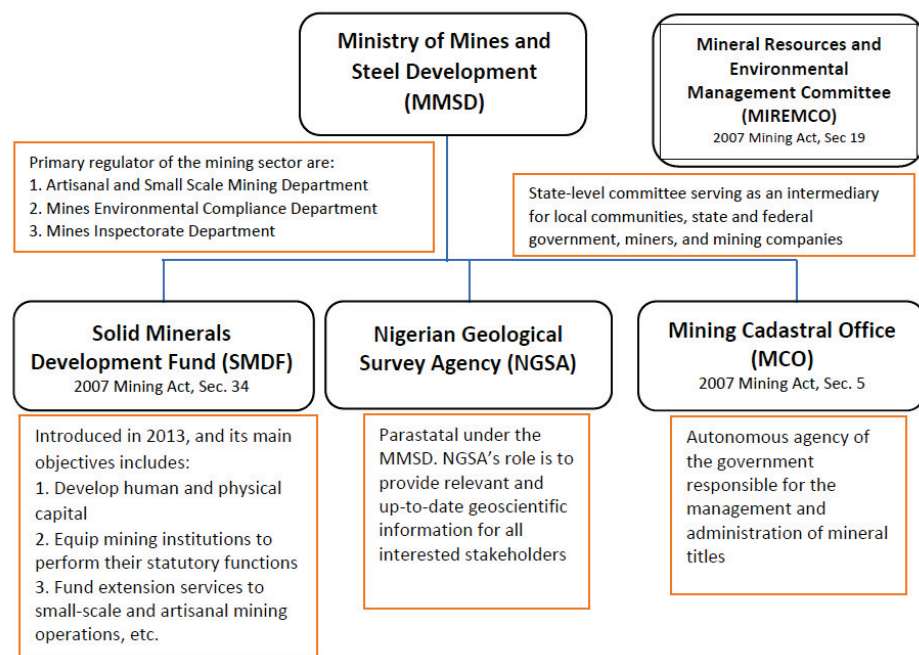 Ministry of Mines and
Steel Development
(MMSD)
Mineral Resources and
Environmental
Management Committee
(MIREMCO)
2007 Mining Act, Sec 19
Primary regulator of the mining sector are:
1. Artisanal and Small Scale Mining Department
2. Mines Environmental Compliance Department
3. Mines Inspectorate Department
State-level committee serving as an intermediary
for local communities, state and federal
government, miners, and mining companies
Solid Minerals
Development Fund (SMDF)
2007 Mining Act, Sec. 34
Nigerian Geological
Survey Agency (NGSA)
Mining Cadastral Office
(MCO)
2007 Mining Act, Sec. 5
Introduced in 2013, and its main
objectives includes:
1. Develop human and physical
capital
2. Equip mining institutions to
perform their statutory functions
3. Fund extension services to
small-scale and artisanal mining
operations, etc.
Parastatal under the
MMSD. NGSA's role is to
provide relevant and
up-to-date geoscientific
information for all
interested stakeholders
Autonomous agency of
the government
responsible for the
management and
administration of mineral
titles